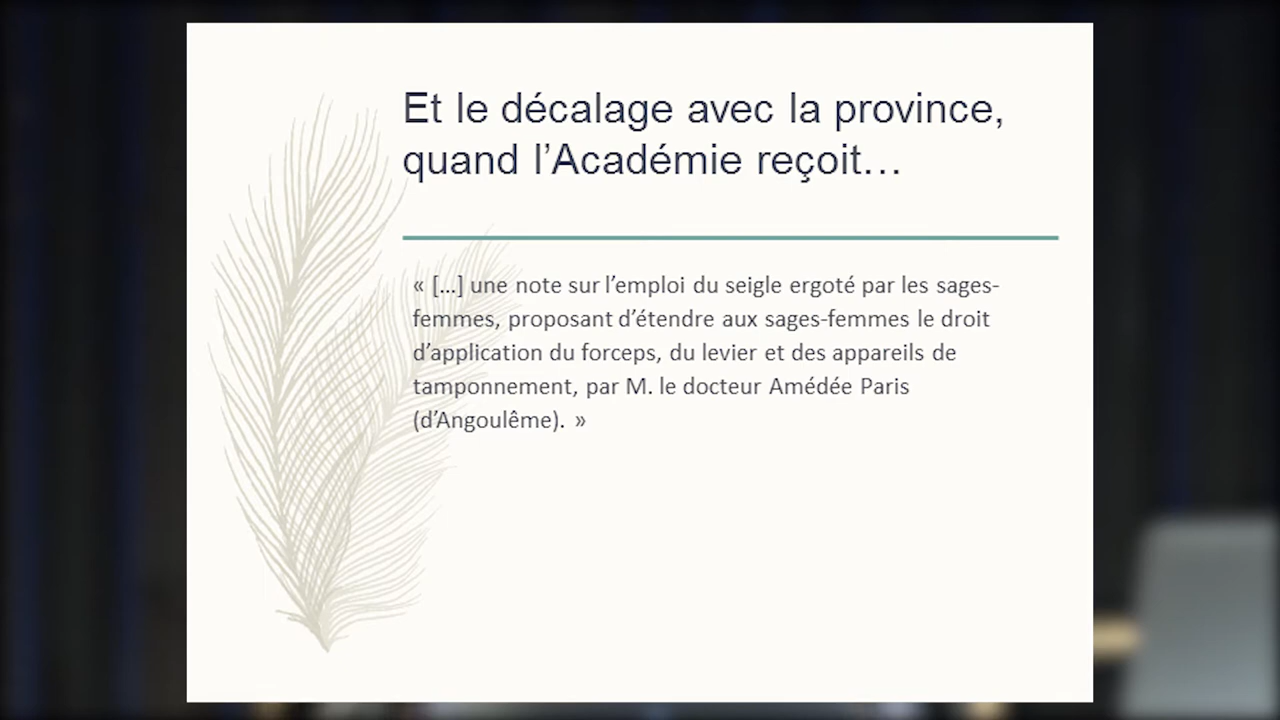 Et le décalage avec la province,
quand l’Académie reçoit…
« […] une note sur l’emploi du seigle ergoté par les sages-
femmes, proposant d’étendre aux sages-femmes le droit
d’application du forceps, du levier et des appareils de
tamponnement, par M. le docteur Amédée Paris
(d’Angoulême). »